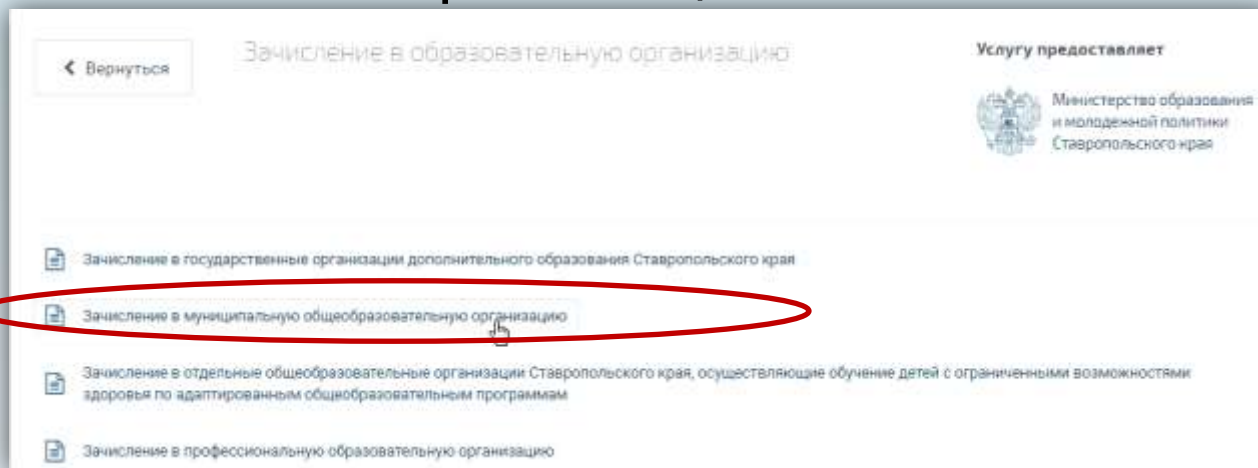 Вернуться
Зачисление в образовательную организацию
Услугу предоставляет
Министерство образования
и молодежной политики
Ставропольского края
Зачисление в государственные организации дополнительного образования Ставропольского края
Зачисление в муниципальную общеобразовательную организацию
Зачисление в отдельные общеобразовательные организации Ставропольского края, осуществляющие обучение детей с ограниченными возможностями
здоровья по адаптированным общеобразовательным программам
Зачисление в профессиональную образовательную организацию